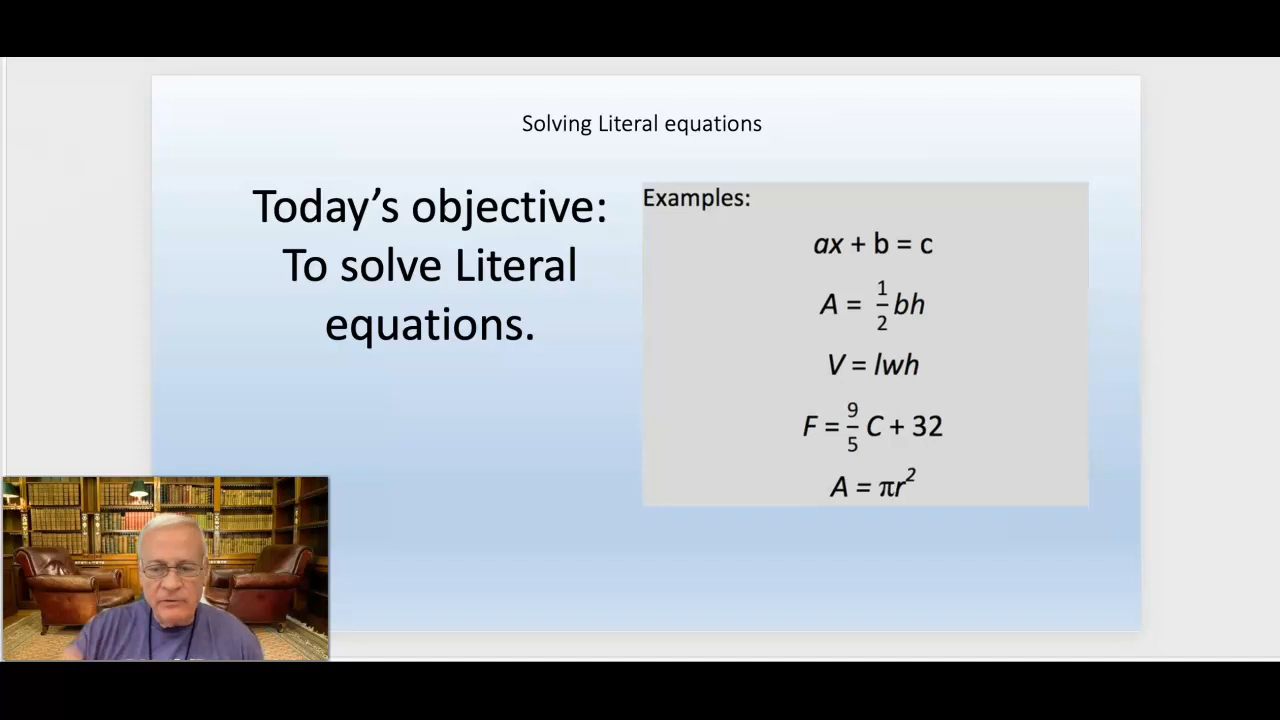 Solving Literal equations
Today’s objective:
To solve Literal
equations.
Examples:
ax + b = c
A = 1/2 bh
V = lwh
F = 9/5 C + 32
A = πr²